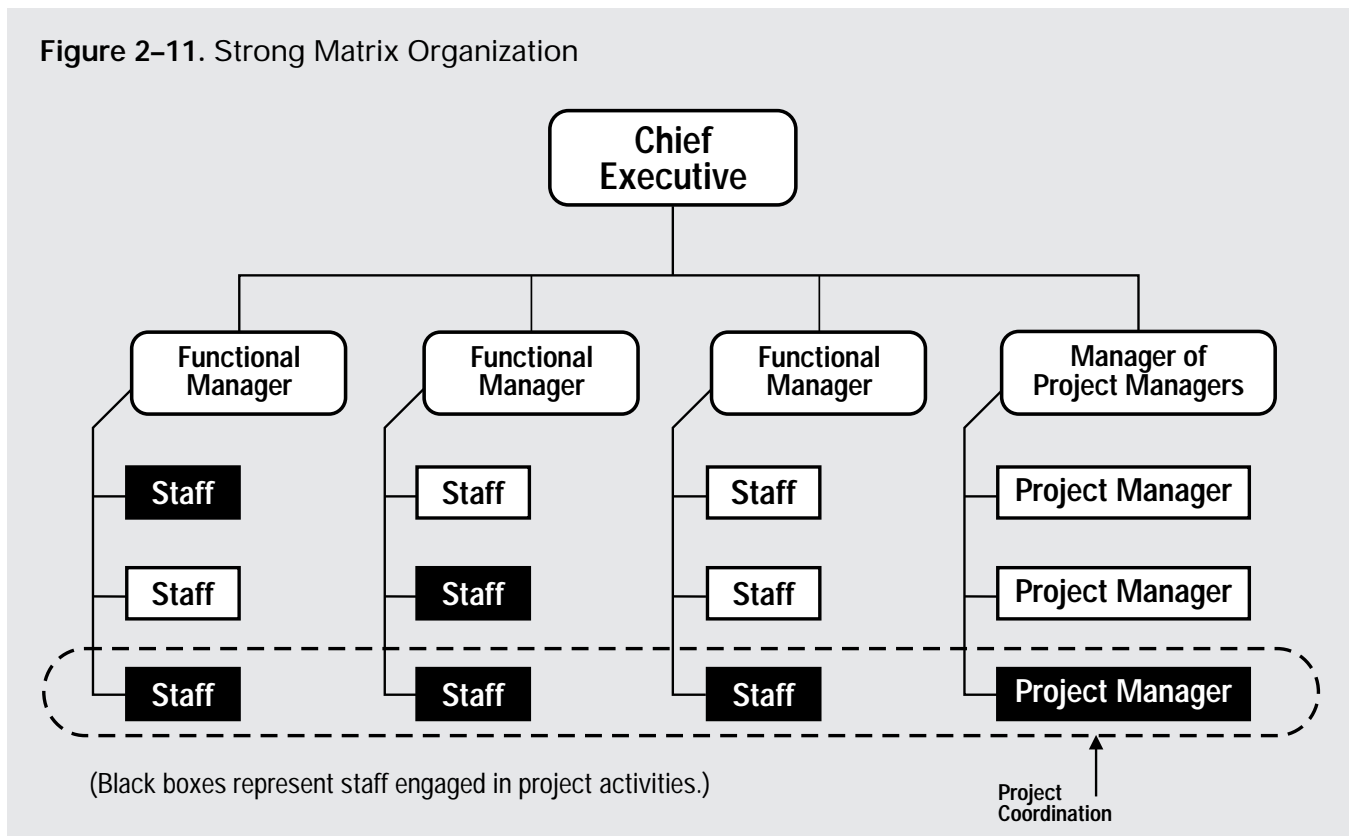 Figure 2–11. Strong Matrix Organization
Chief
Executive
Functional
Manager
Functional
Manager
Functional
Manager
Manager of
Project Managers
Staff
Staff
Staff
Project Manager
Staff
Staff
Staff
Project Manager
Staff
Staff
Staff
Project Manager
(Black boxes represent staff engaged in project activities.)
Project
Coordination